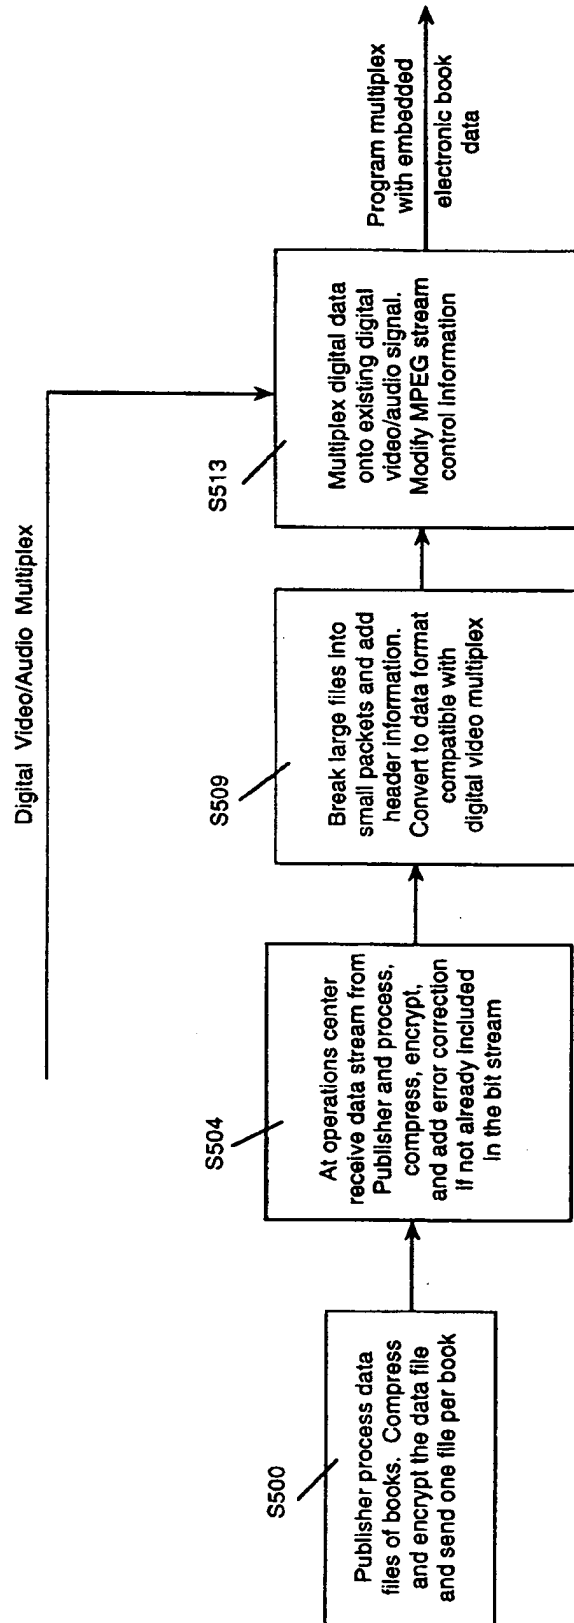 Digital Video/Audio Multiplex
S500
Publisher process data
files of books. Compress
and encrypt the data file
and send one file per book
S504
At operations center
receive data stream from
Publisher and process,
compress, encrypt,
and add error correction
if not already included
in the bit stream
S509
Break large files into
small packets and add
header information.
Convert to data format
compatible with
digital video multiplex
S513
Multiplex digital data
onto existing digital
video/audio signal.
Modify MPEG stream
control information
Program multiplex
with embedded
electronic book
data